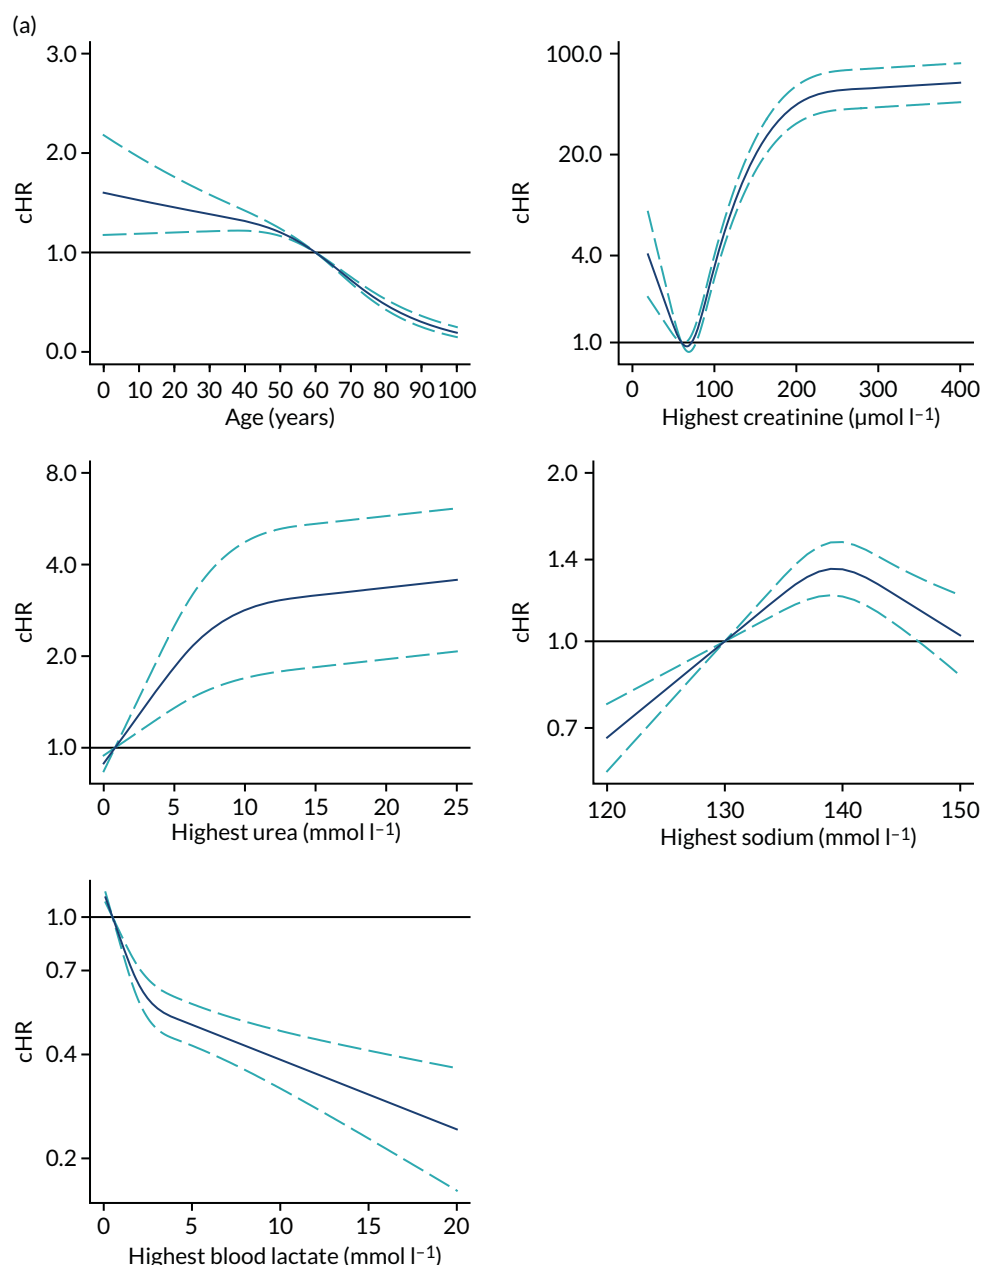 (a)
3.0
2.0
1.0
0.0
cHR
0 10 20 30 40 50 60 70 80 90 100
Age (years)
100.0
20.0
4.0
1.0
cHR
0 100 200 300 400
Highest creatinine (µmol l⁻¹)
8.0
4.0
2.0
1.0
cHR
0 5 10 15 20 25
Highest urea (mmol l⁻¹)
2.0
1.4
1.0
0.7
cHR
120 130 140 150
Highest sodium (mmol l⁻¹)
1.0
0.7
0.4
0.2
cHR
0 5 10 15 20
Highest blood lactate (mmol l⁻¹)